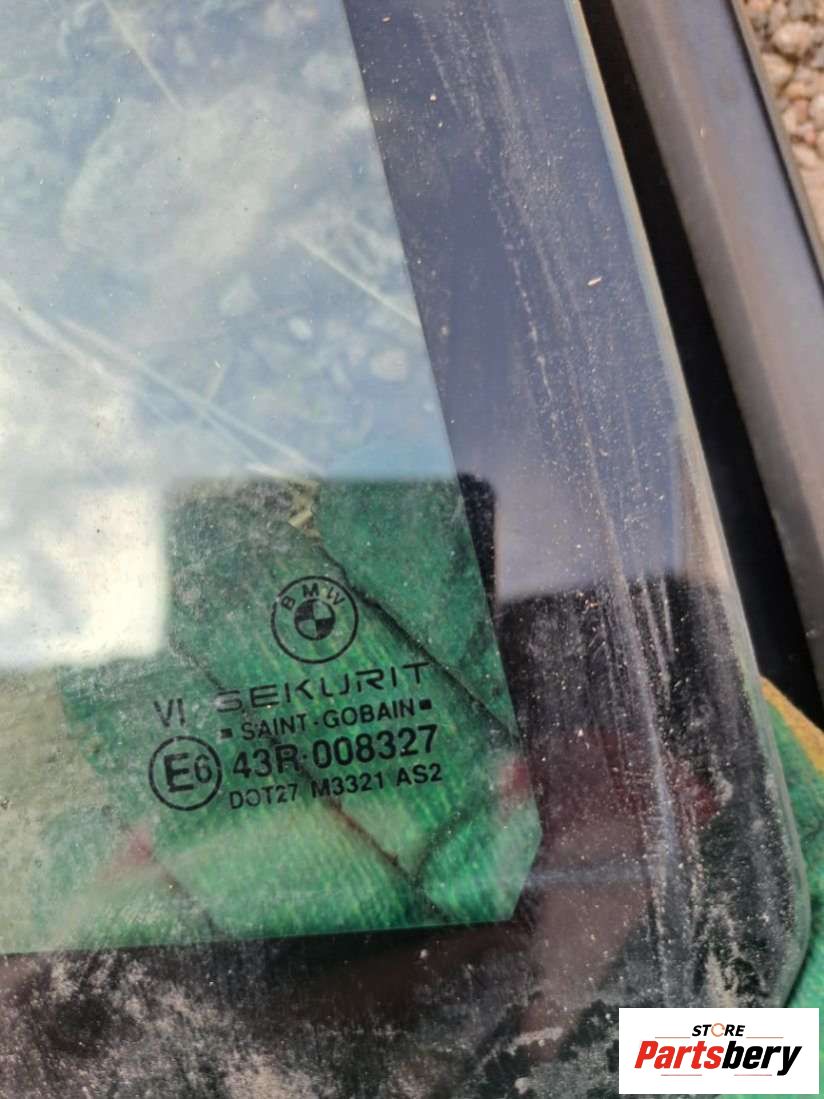 BMW
VI SEKURIT
SAINT-GOBAIN
E6 43R-008327
DOT27 M3321 AS2
STORE
Partsbery